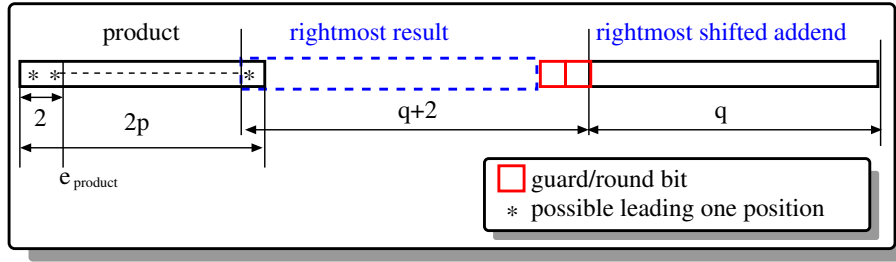 product rightmost result rightmost shifted addend
* * *
2 2p q+2 q
e product
guard/round bit
* possible leading one position